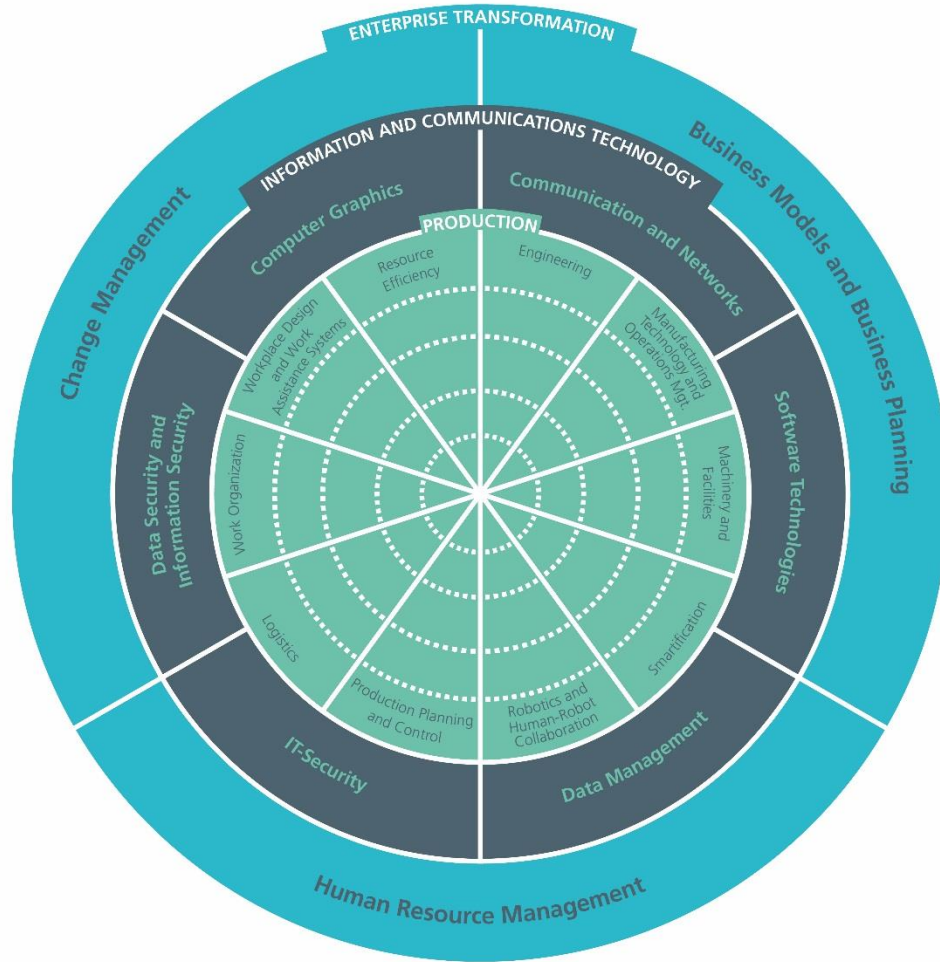 ENTERPRISE TRANSFORMATION
Business Models and Business Planning
Human Resource Management
Change Management
INFORMATION AND COMMUNICATIONS TECHNOLOGY
Communication and Networks
Software Technologies
Data Management
IT-Security
Data Security and
Information Security
Computer Graphics
PRODUCTION
Engineering
Manufacturing
Technology and
Operations Mgt.
Machinery and
Facilities
Smartification
Robotics and
Human-Robot
Collaboration
Production Planning
and Control
Logistics
Work Organization
Workplace Design
and Work
Assistance Systems
Resource
Efficiency